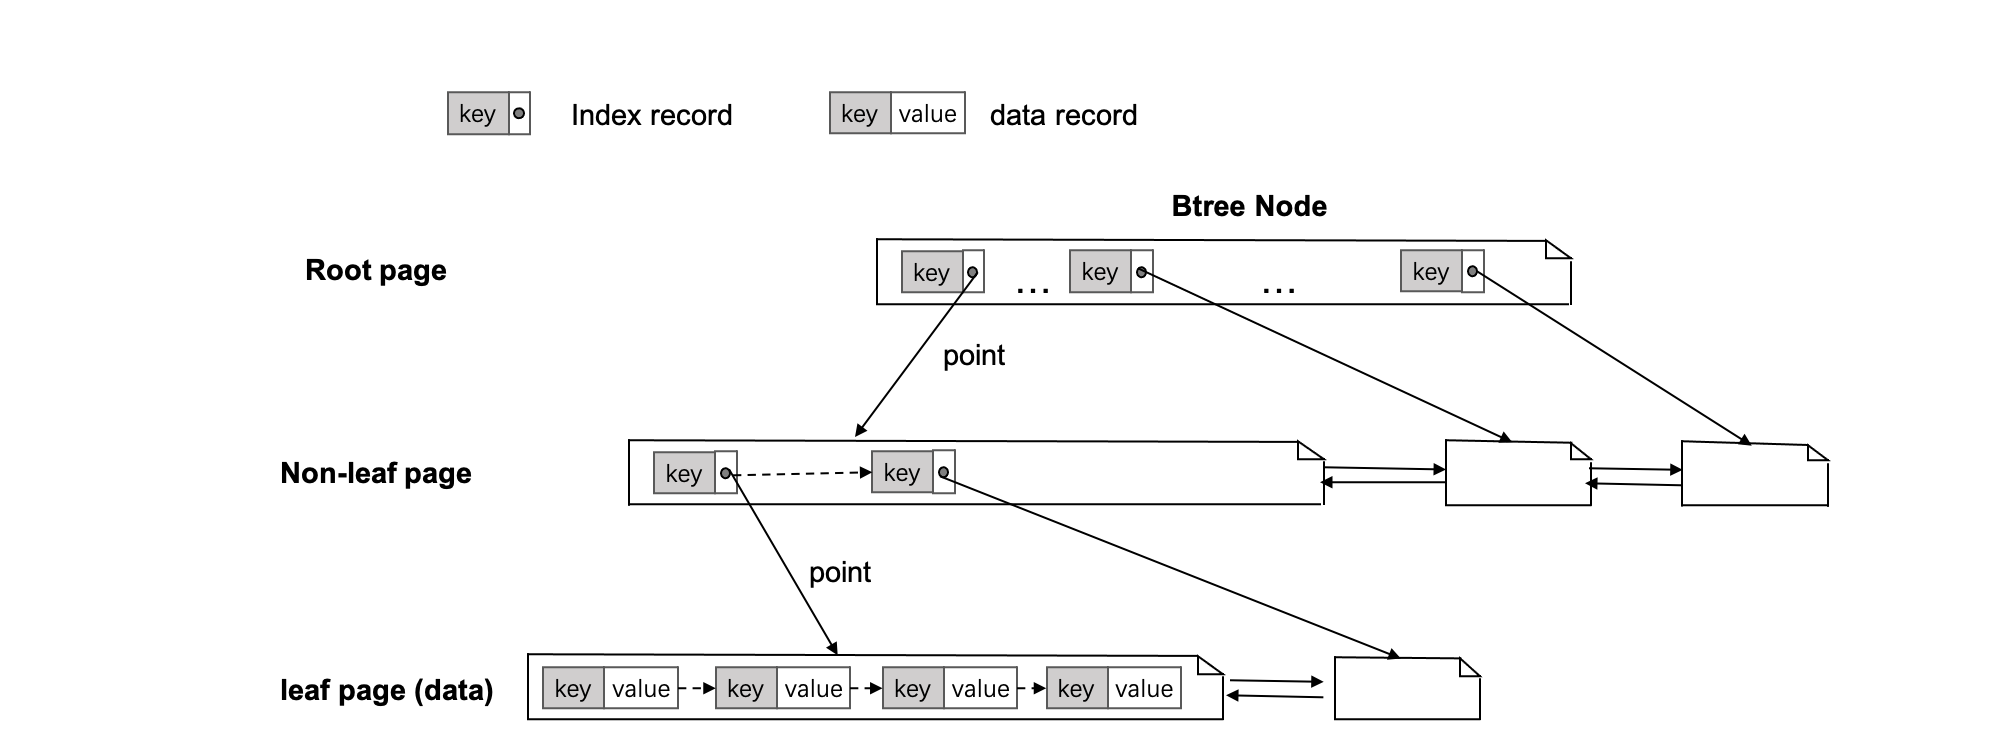 key Index record key value data record
Btree Node
Root page key ... key ... key
point
Non-leaf page key key
point
leaf page (data) key value key value key value key value